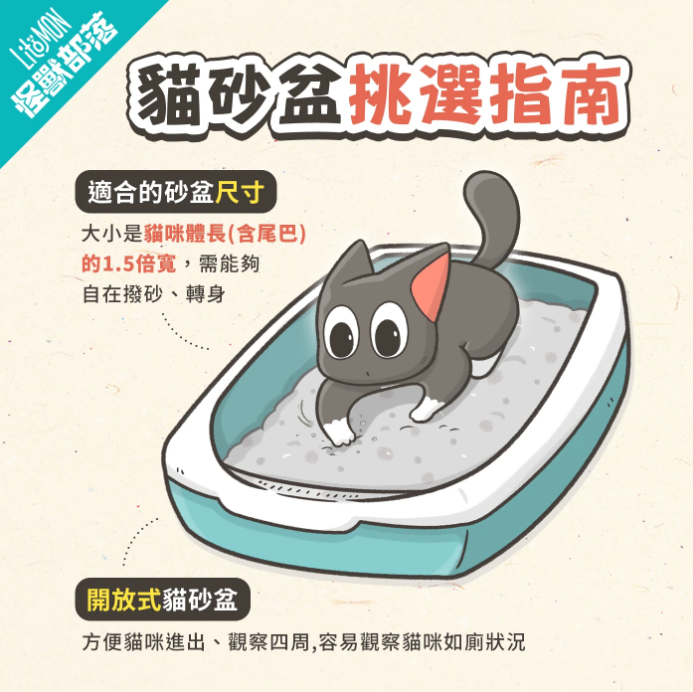 LitöMON
怪獸部落
貓砂盆挑選指南
適合的砂盆尺寸
大小是貓咪體長(含尾巴)
的1.5倍寬，需能夠
自在撥砂、轉身
開放式貓砂盆
方便貓咪進出、觀察四周,容易觀察貓咪如廁狀況